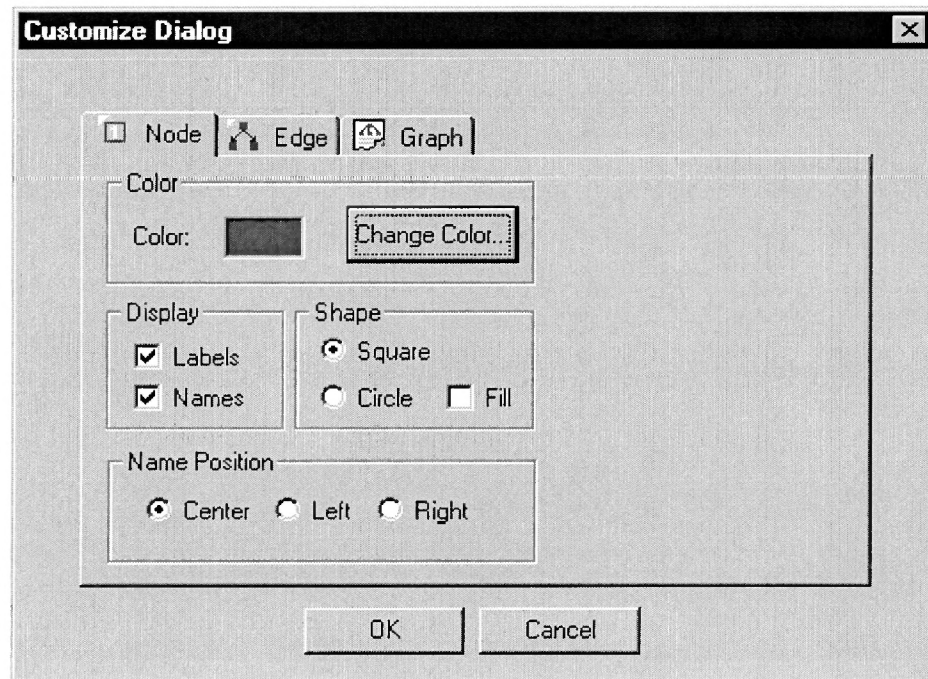 Customize Dialog
Node Edge Graph
Color
Color: Change Color...
Display Shape
Labels Square
Names Circle Fill
Name Position
Center Left Right
OK Cancel